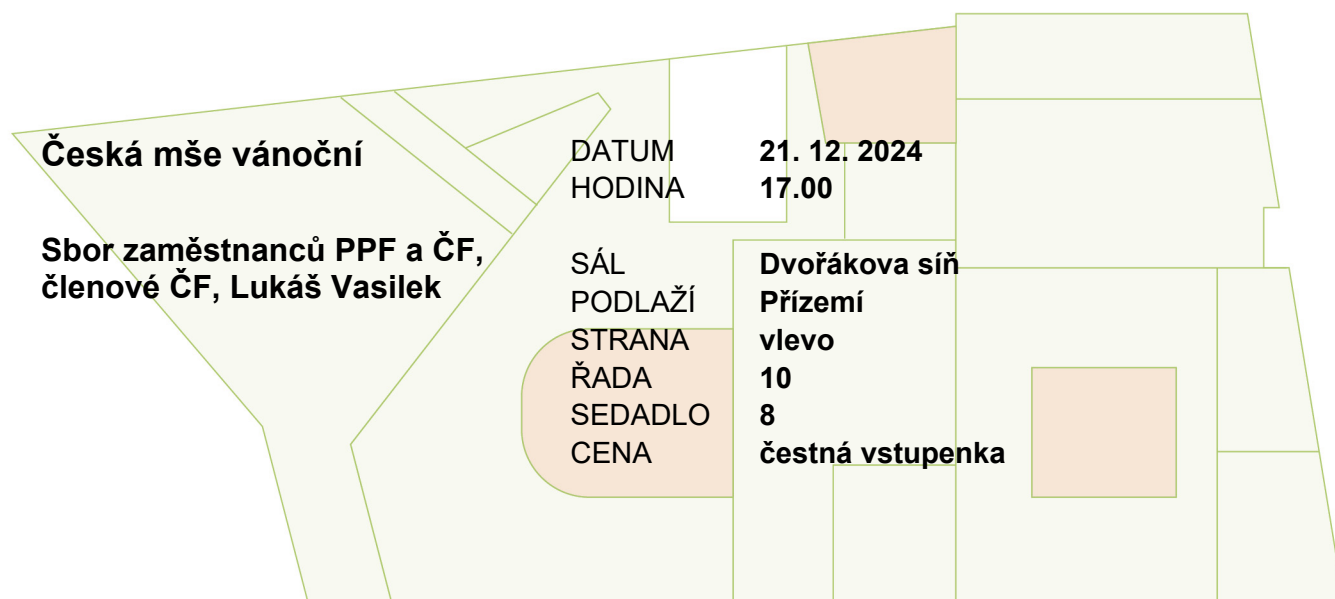 Česká mše vánoční
Sbor zaměstnanců PPF a ČF,
členové ČF, Lukáš Vasilek
DATUM 21. 12. 2024
HODINA 17.00
SÁL Dvořákova síň
PODLAŽÍ Přízemí
STRANA vlevo
ŘADA 10
SEDADLO 8
CENA čestná vstupenka